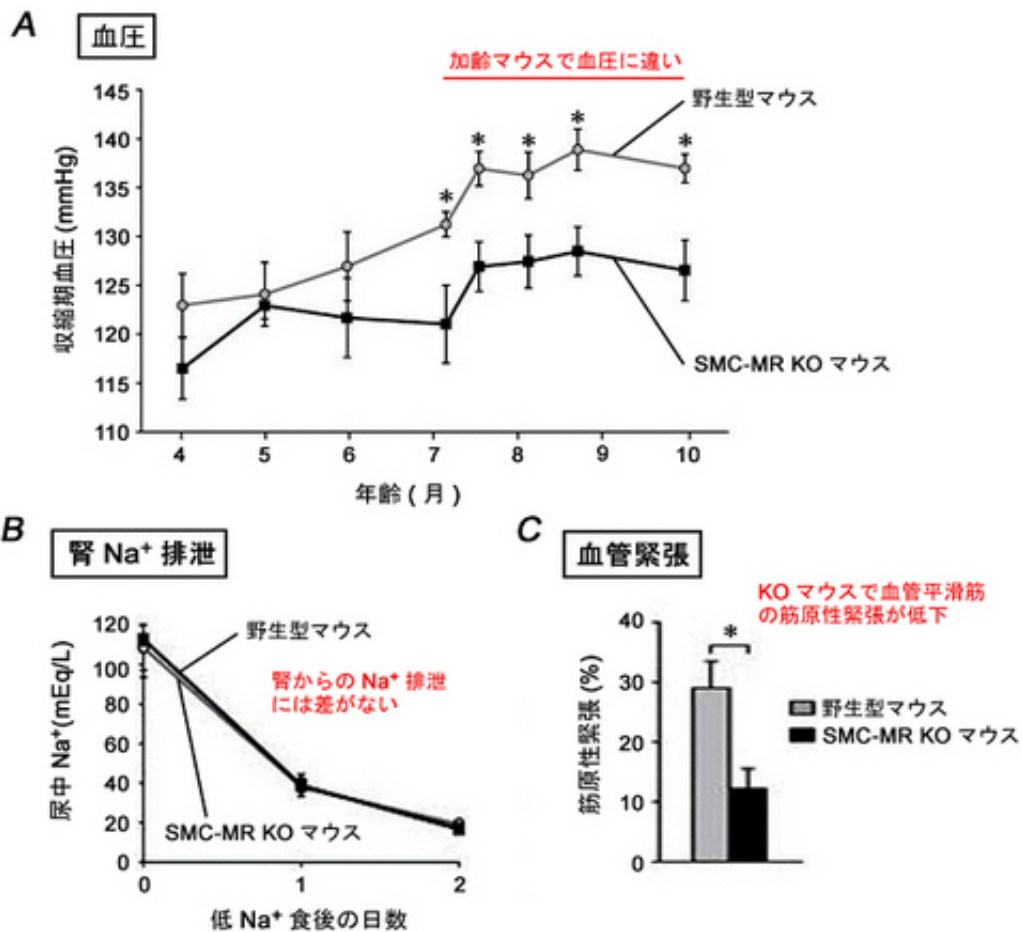 A
血圧
加齢マウスで血圧に違い
145
140
135
130
125
120
115
110
収縮期血圧 (mmHg)
*
*
*
*
*
野生型マウス
SMC-MR KO マウス
4 5 6 7 8 9 10
年齢 ( 月 )
B
腎 Na⁺ 排泄
120
100
80
60
40
20
0
尿中 Na⁺(mEq/L)
野生型マウス
腎からの Na⁺ 排泄
には差がない
SMC-MR KO マウス
0 1 2
低 Na⁺ 食後の日数
C
血管緊張
KO マウスで血管平滑筋
の筋原性緊張が低下
40
30
20
10
0
筋原性緊張 (%)
*
野生型マウス
SMC-MR KO マウス